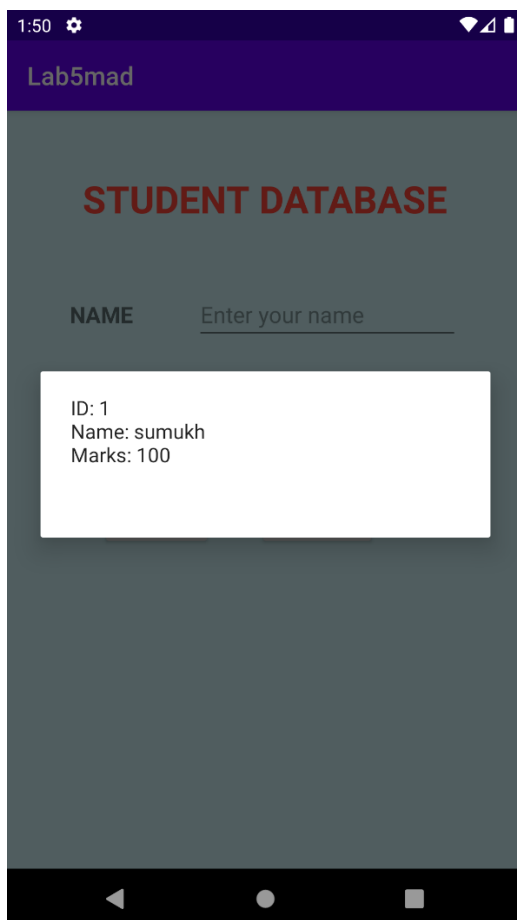 1:50
Lab5mad
STUDENT DATABASE
NAME
Enter your name
ID: 1
Name: sumukh
Marks: 100